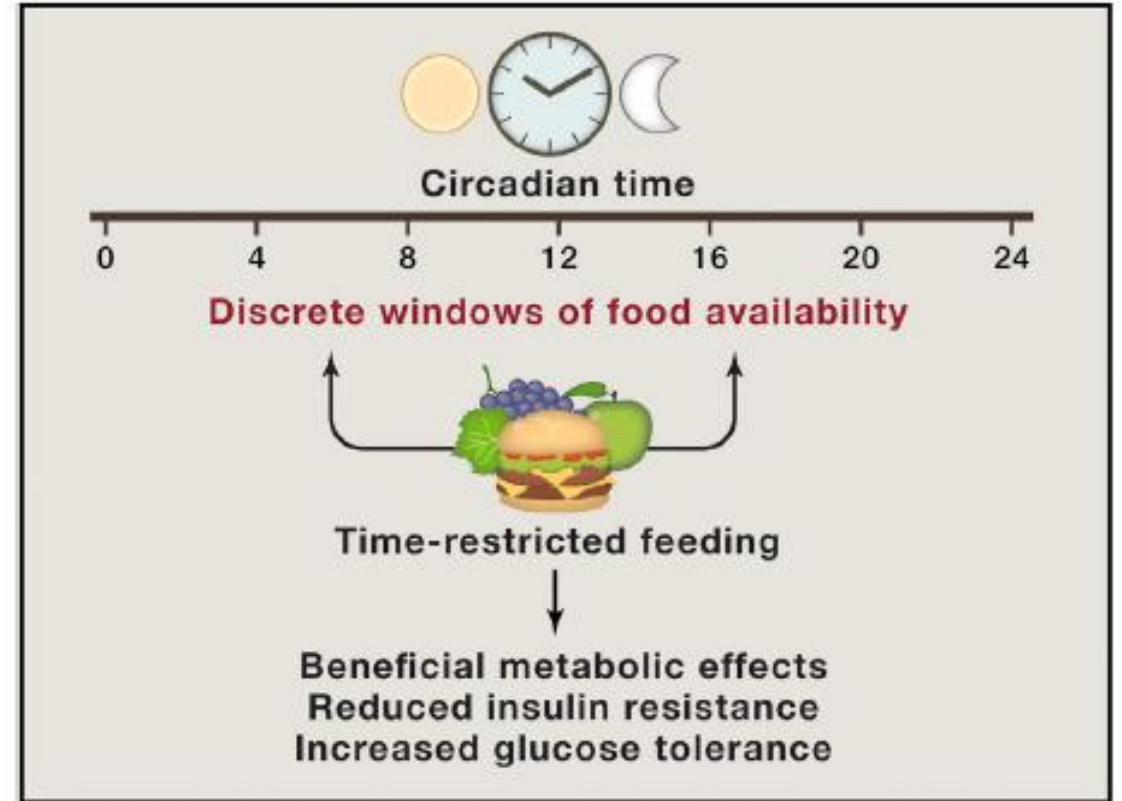 Circadian time
0 4 8 12 16 20 24
Discrete windows of food availability
Time-restricted feeding
Beneficial metabolic effects
Reduced insulin resistance
Increased glucose tolerance